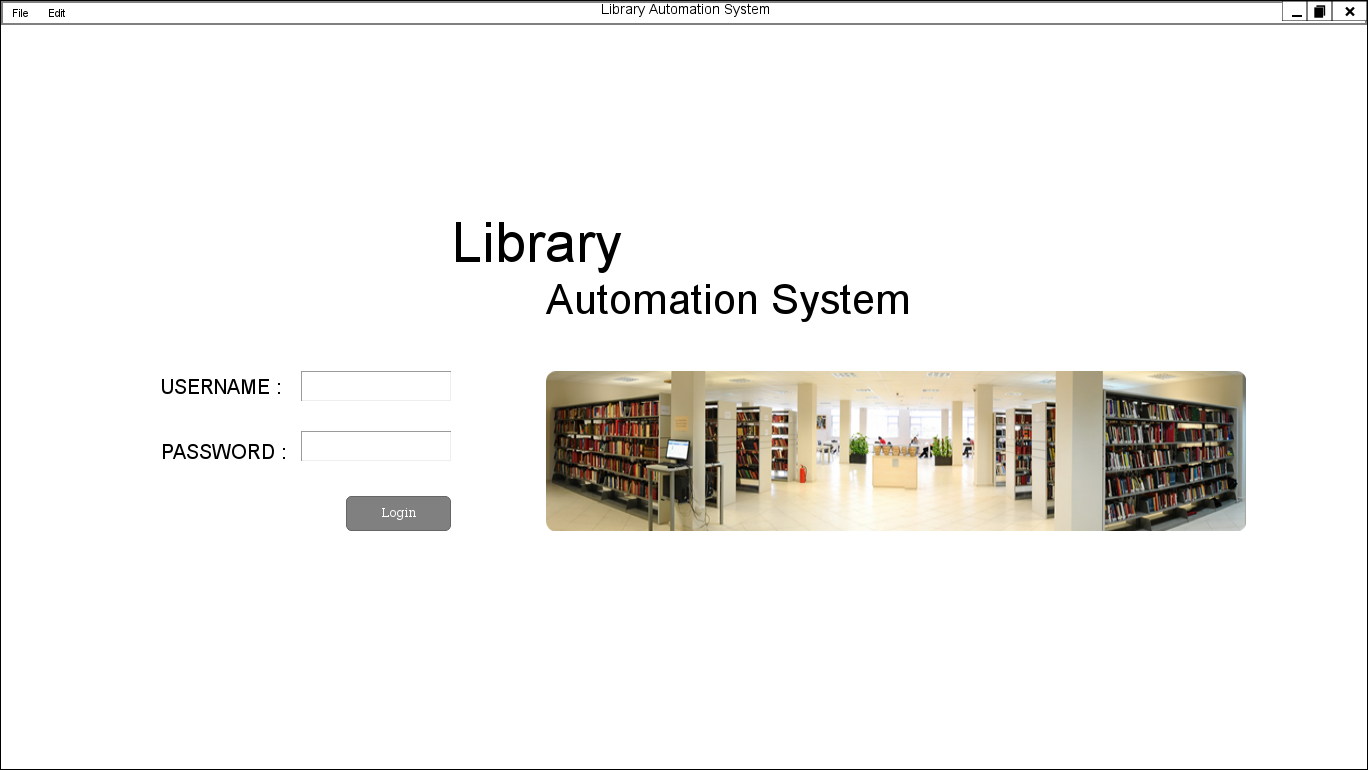 File Edit Library Automation System
Library
Automation System
USERNAME :
PASSWORD :
Login